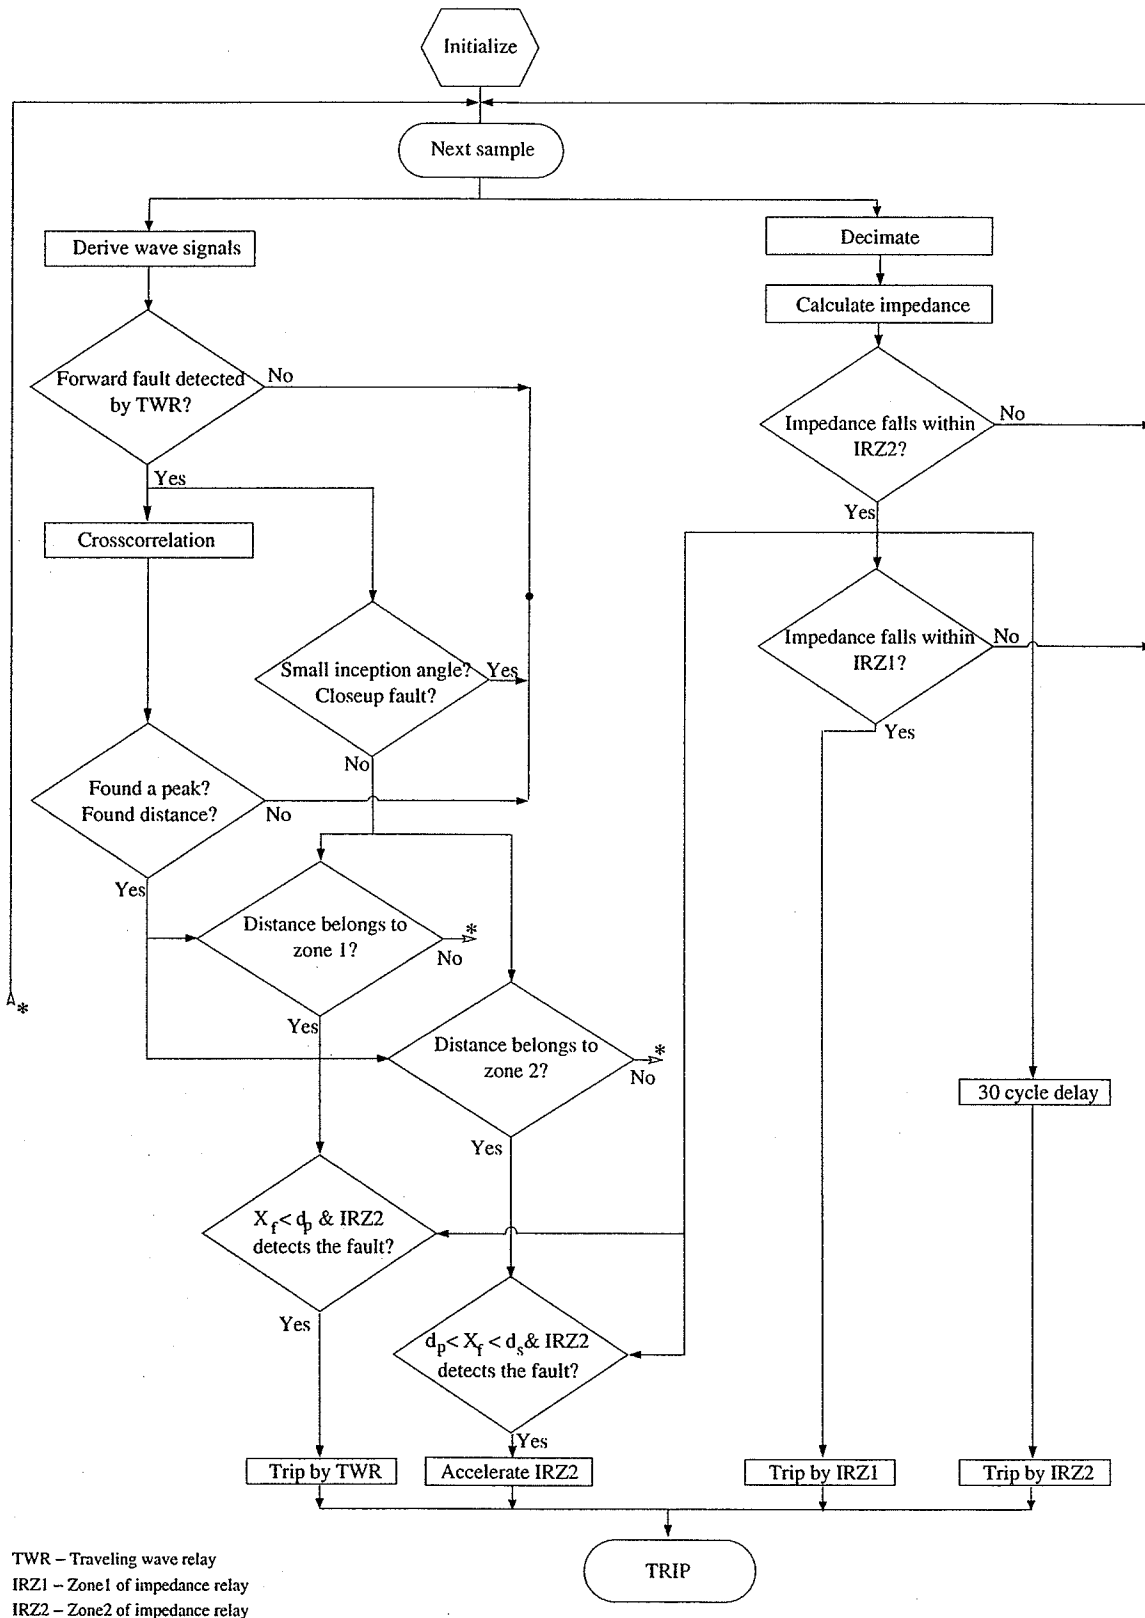 Initialize
Next sample
Derive wave signals
Decimate
Calculate impedance
Forward fault detected
by TWR?
No
Yes
Impedance falls within
IRZ2?
No
Yes
Crosscorrelation
Small inception angle?
Closeup fault?
Yes
No
Impedance falls within
IRZ1?
No
Yes
Found a peak?
Found distance?
No
Yes
Distance belongs to
zone 1?
No
*
Yes
*
Distance belongs to
zone 2?
No
*
Yes
30 cycle delay
X_f < d_p & IRZ2
detects the fault?
Yes
d_p < X_f < d_s & IRZ2
detects the fault?
Yes
Trip by TWR
Accelerate IRZ2
Trip by IRZ1
Trip by IRZ2
TRIP
TWR – Traveling wave relay
IRZ1 – Zone1 of impedance relay
IRZ2 – Zone2 of impedance relay